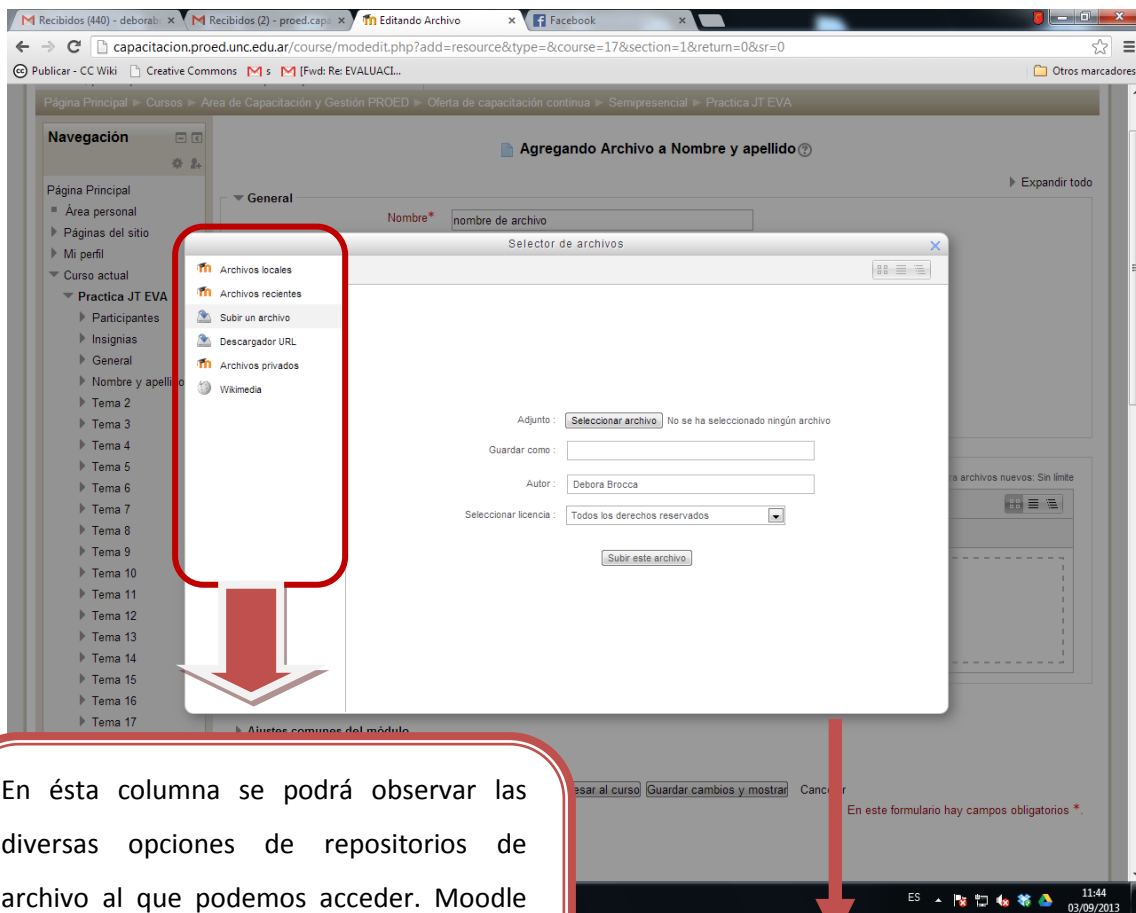 Recibidos (440) - deborab
Recibidos (2) - proed.capa
Editando Archivo
Facebook
capacitacion.proed.unc.edu.ar/course/modedit.php?add=resource&type=&course=17&section=1&return=0&sr=0
Publicar - CC Wiki
Creative Commons
s
[Fwd: Re: EVALUACI...
Otros marcadores
Página Principal ► Cursos ► Area de Capacitación y Gestión PROED ► Oferta de capacitación continua ► Semipresencial ► Practica JT EVA
Navegación
Página Principal
Área personal
Páginas del sitio
Mi perfil
Curso actual
Practica JT EVA
Participantes
Insignias
General
Nombre y apellido
Tema 2
Tema 3
Tema 4
Tema 5
Tema 6
Tema 7
Tema 8
Tema 9
Tema 10
Tema 11
Tema 12
Tema 13
Tema 14
Tema 15
Tema 16
Tema 17
Agregando Archivo a Nombre y apellido
Expandir todo
General
Nombre* nombre de archivo
Selector de archivos
Archivos locales
Archivos recientes
Subir un archivo
Descargador URL
Archivos privados
Wikimedia
Adjunto : Seleccionar archivo No se ha seleccionado ningún archivo
Guardar como :
Autor : Debora Brocca
Seleccionar licencia : Todos los derechos reservados
Subir este archivo
archivos nuevos: Sin límite
Ajustes comunes del módulo
esar al curso Guardar cambios y mostrar
En este formulario hay campos obligatorios *.
En ésta columna se podrá observar las
diversas opciones de repositorios de
archivo al que podemos acceder. Moodle
ES
11:44
03/09/2013